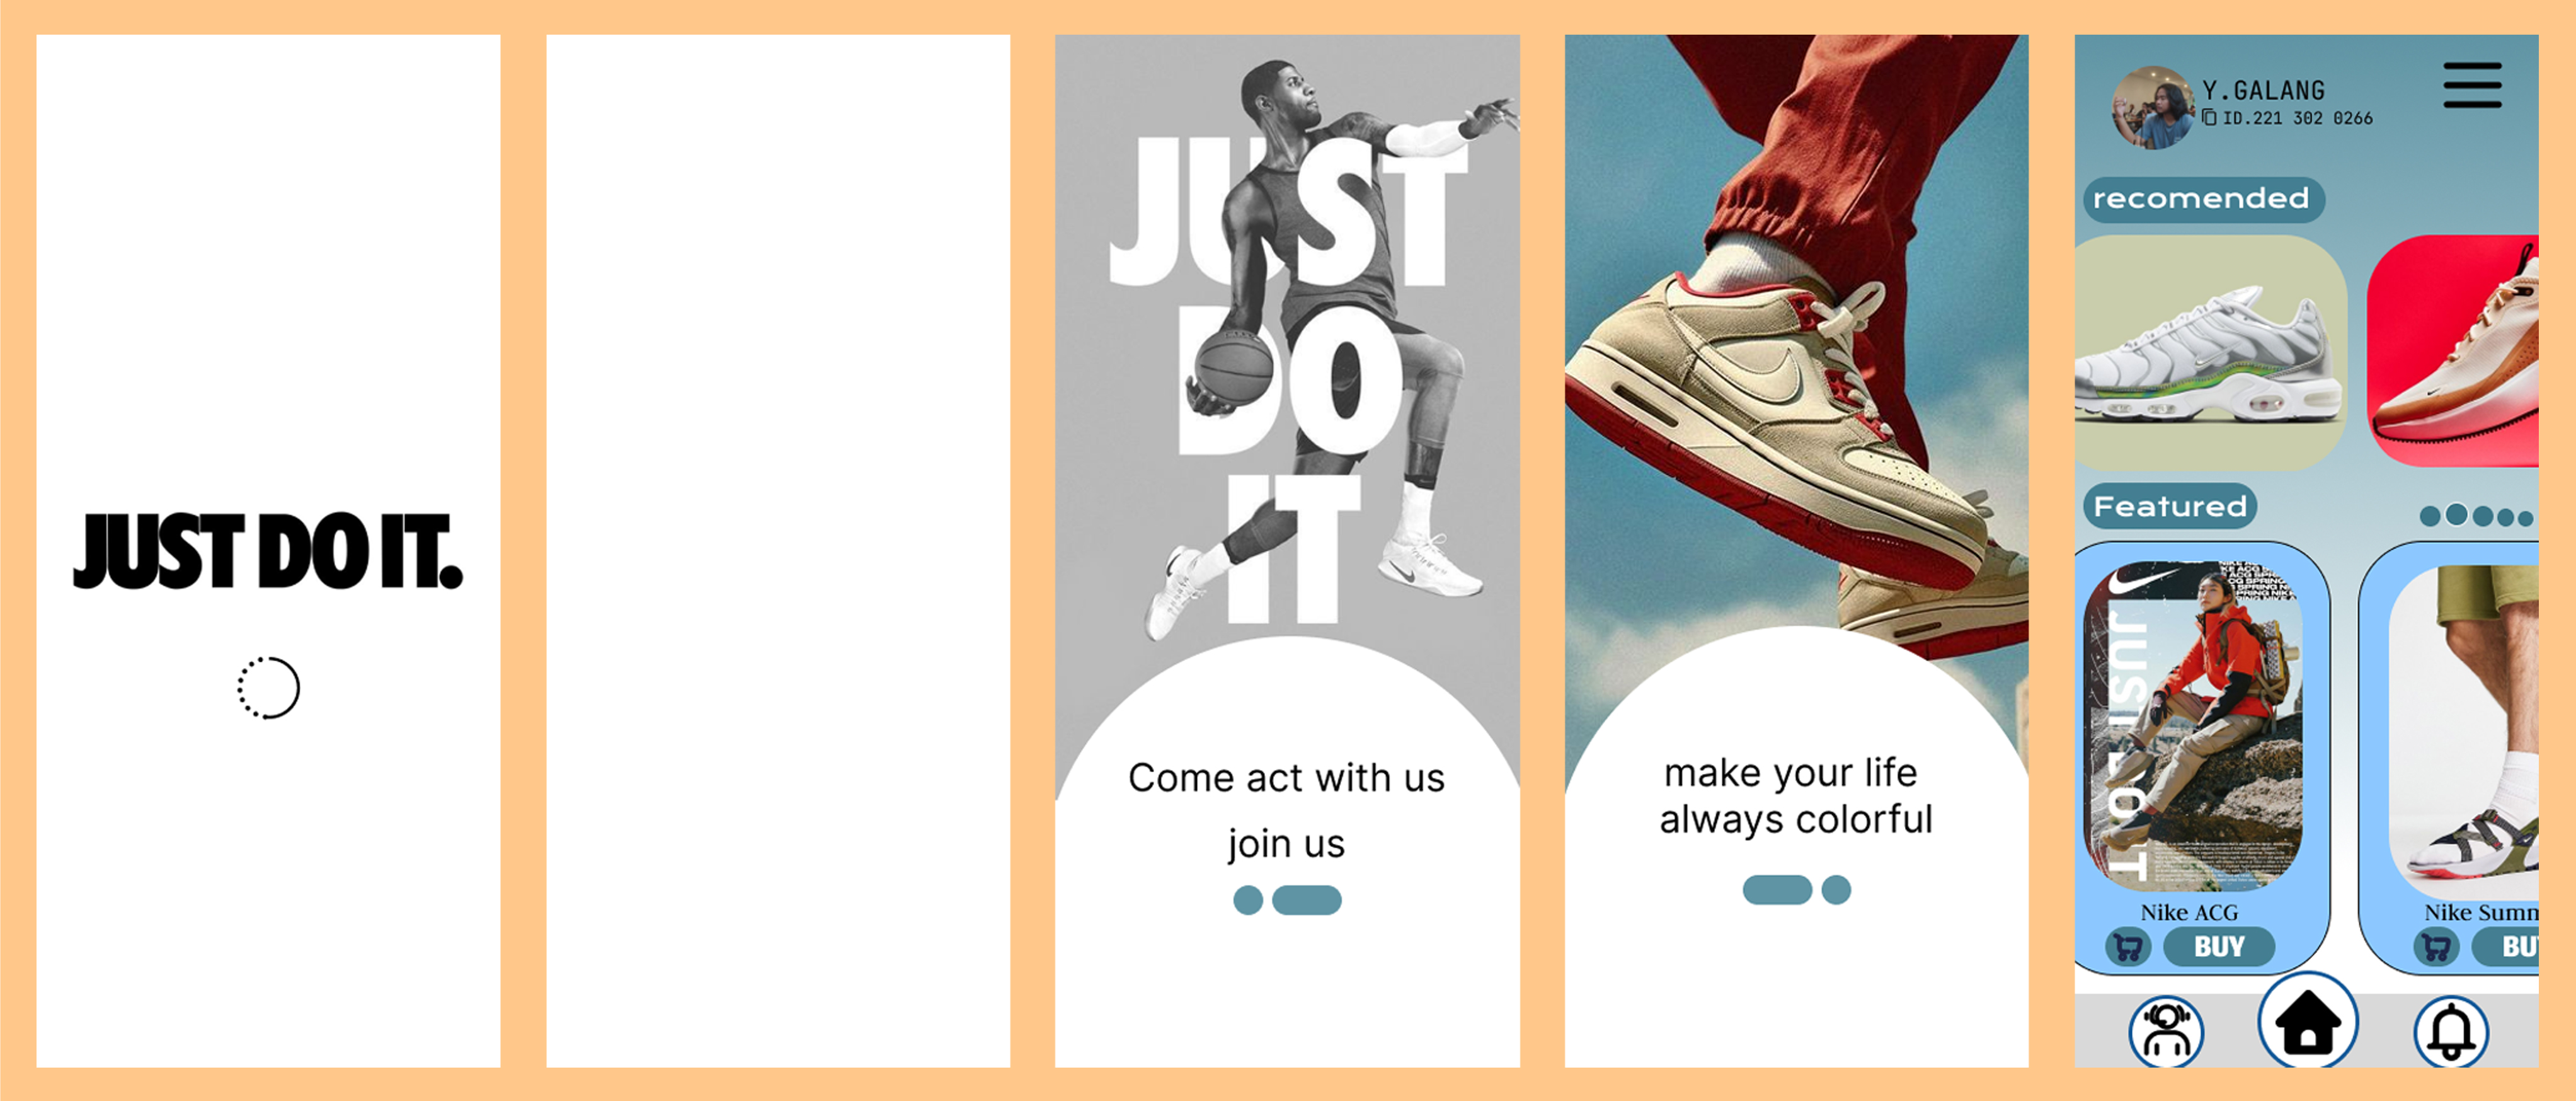 JUST DO IT.
JUST
DO
IT
Come act with us
join us
make your life
always colorful
Y.GALANG
ID.221 302 0266
recomended
Featured
JUST DO IT
Nike ACG
BUY
Nike Summ
BU